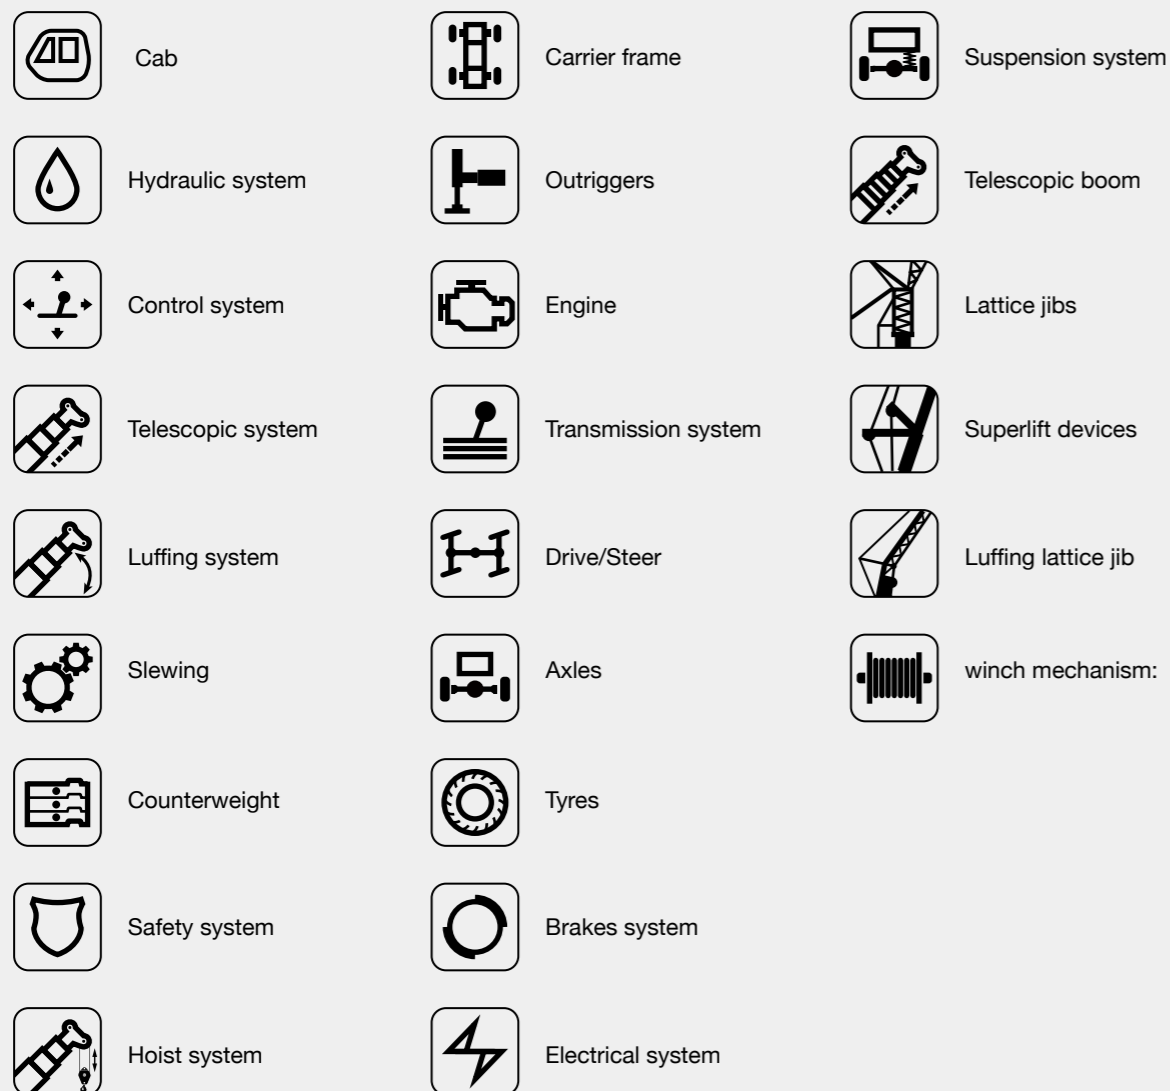 Cab
Hydraulic system
Control system
Telescopic system
Luffing system
Slewing
Counterweight
Safety system
Hoist system
Carrier frame
Outriggers
Engine
Transmission system
Drive/Steer
Axles
Tyres
Brakes system
Electrical system
Suspension system
Telescopic boom
Lattice jibs
Superlift devices
Luffing lattice jib
winch mechanism: